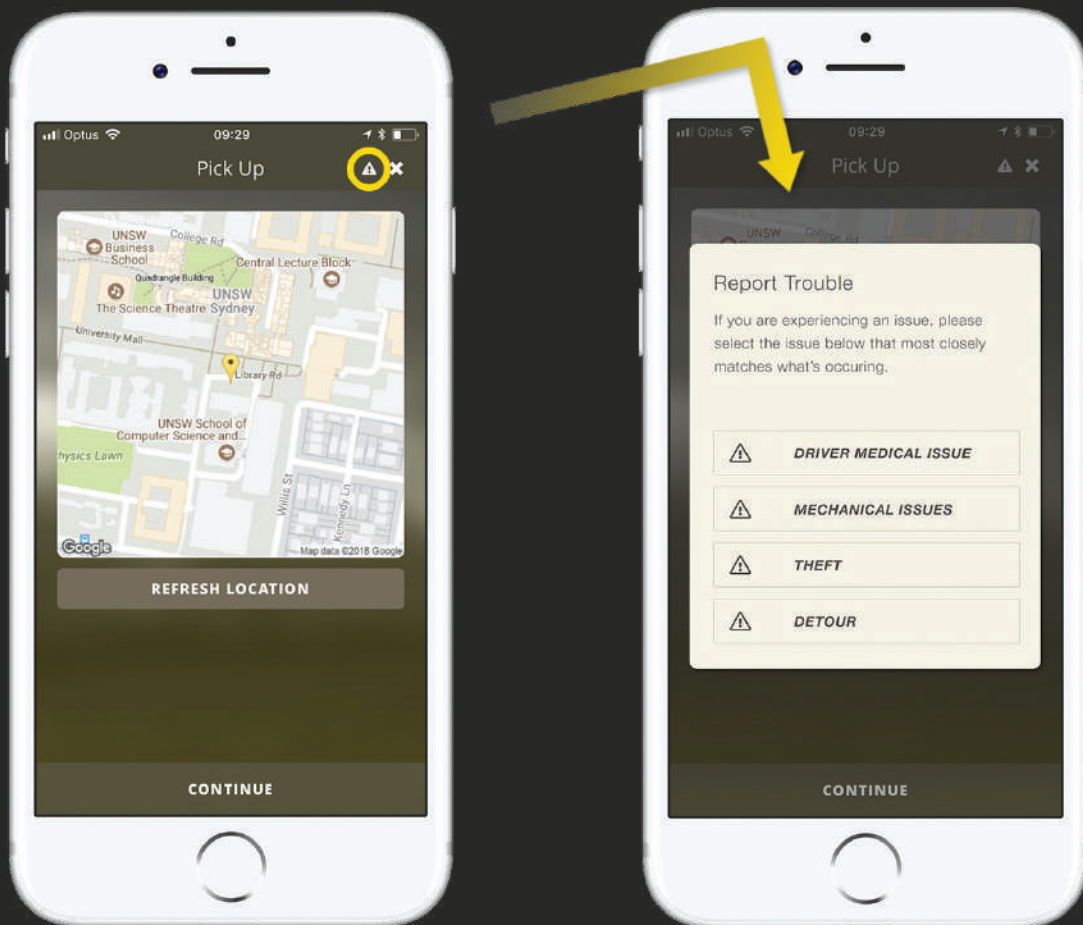 Optus 09:29
Pick Up
UNSW
Business
School
College Rd
Central Lecture Block
Quadrangle Building
UNSW
Sydney
The Science Theatre
University Mall
Library Rd
UNSW School of
Computer Science and...
hysics Lawn
Willis St
Kennedy Ln
Google
Map data ©2018 Google
REFRESH LOCATION
CONTINUE
Optus 09:29
Pick Up
UNSW
College Rd
Report Trouble
If you are experiencing an issue, please
select the issue below that most closely
matches what's occuring.
DRIVER MEDICAL ISSUE
MECHANICAL ISSUES
THEFT
DETOUR
CONTINUE